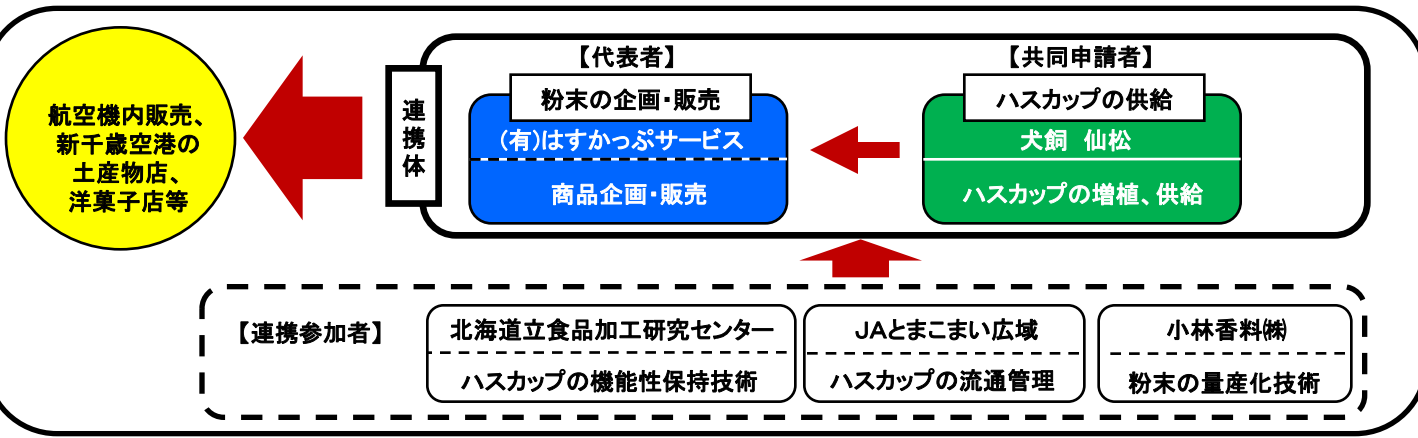 航空機内販売、
新千歳空港の
土産物店、
洋菓子店等
連携体
【代表者】
粉末の企画・販売
(有)はすかっぷサービス
商品企画・販売
【共同申請者】
ハスカップの供給
犬飼 仙松
ハスカップの増植、供給
【連携参加者】
北海道立食品加工研究センター
ハスカップの機能性保持技術
JAとまこまい広域
ハスカップの流通管理
小林香料㈱
粉末の量産化技術